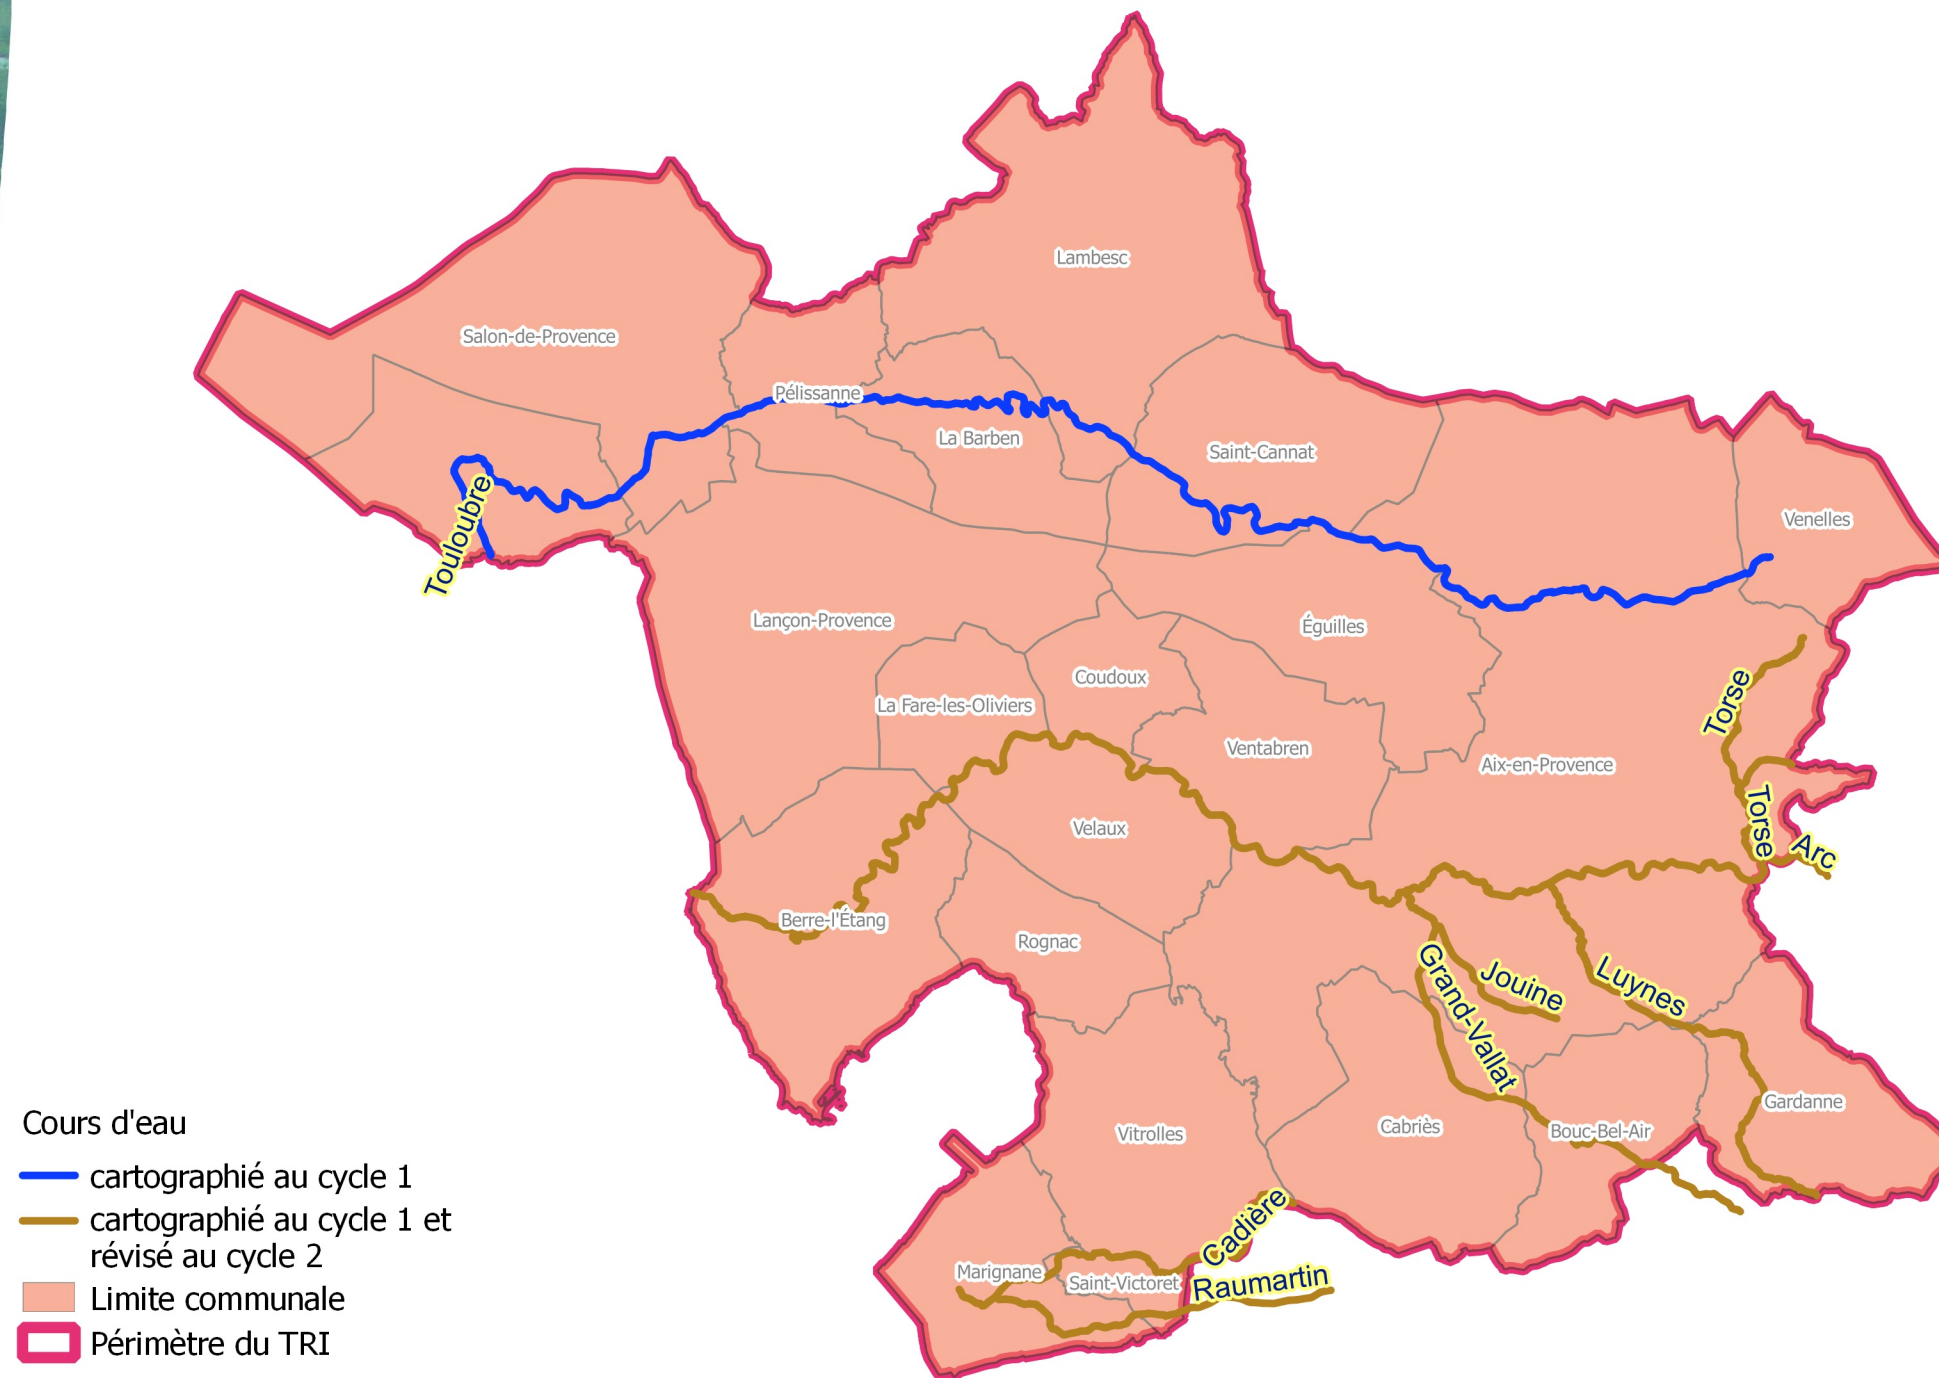 Lambesc
Salon-de-Provence
Pélissanne
La Barben
Saint-Cannat
Venelles
Touloubre
Lançon-Provence
Éguilles
Coudoux
La Fare-les-Oliviers
Torse
Ventabren
Aix-en-Provence
Velaux
Torse
Arc
Berre-l'Étang
Rognac
Grand-Vallat
Jouine
Luynes
Vitrolles
Cabriès
Bouc-Bel-Air
Gardanne
Cadière
Marignane
Saint-Victoret
Raumartin
Cours d'eau
cartographié au cycle 1
cartographié au cycle 1 et
révisé au cycle 2
Limite communale
Périmètre du TRI